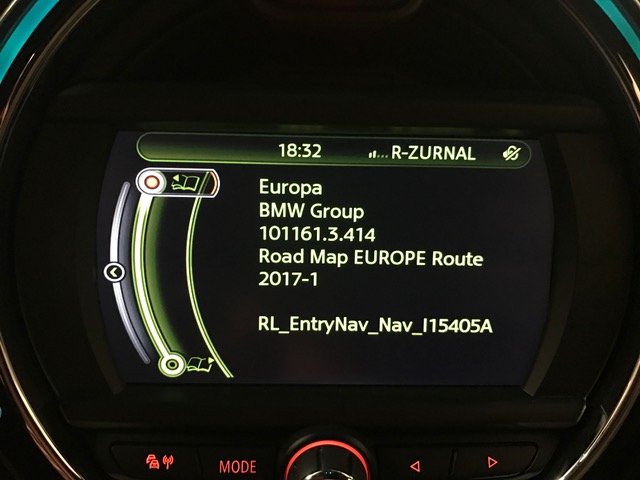 18:32 R-ZURNAL
Europa
BMW Group
101161.3.414
Road Map EUROPE Route
2017-1
RL_EntryNav_Nav_I15405A
MODE